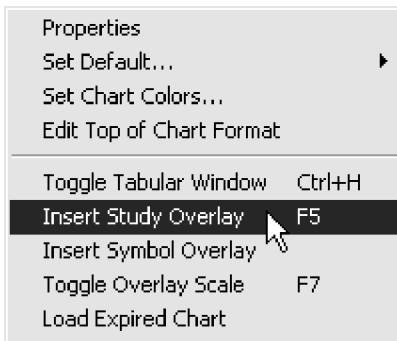 Properties
Set Default...
Set Chart Colors...
Edit Top of Chart Format
Toggle Tabular Window Ctrl+H
Insert Study Overlay F5
Insert Symbol Overlay
Toggle Overlay Scale F7
Load Expired Chart